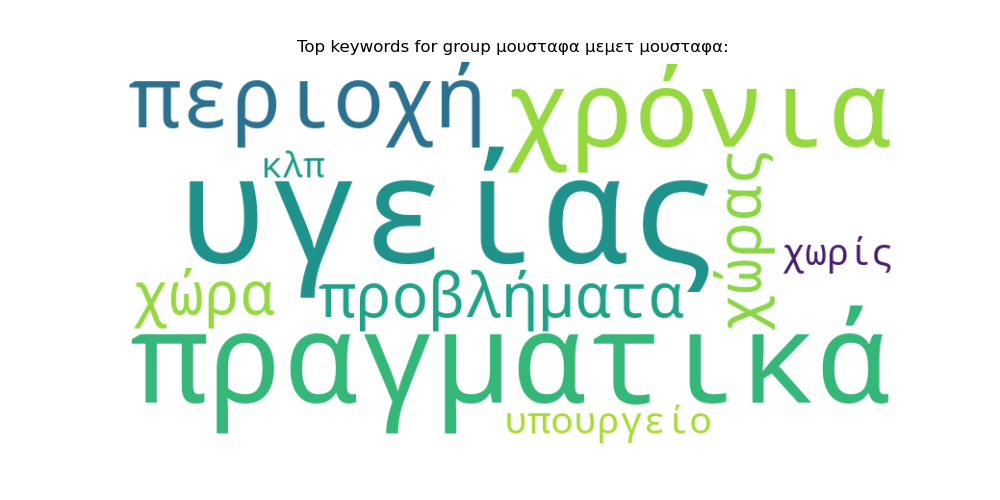 Top keywords for group μουσταφα μεμετ μουσταφα:
περιοχή
χρόνια
κλπ
υγείας
χώρας
χωρίς
χώρα
προβλήματα
πραγματικά
υπουργείο